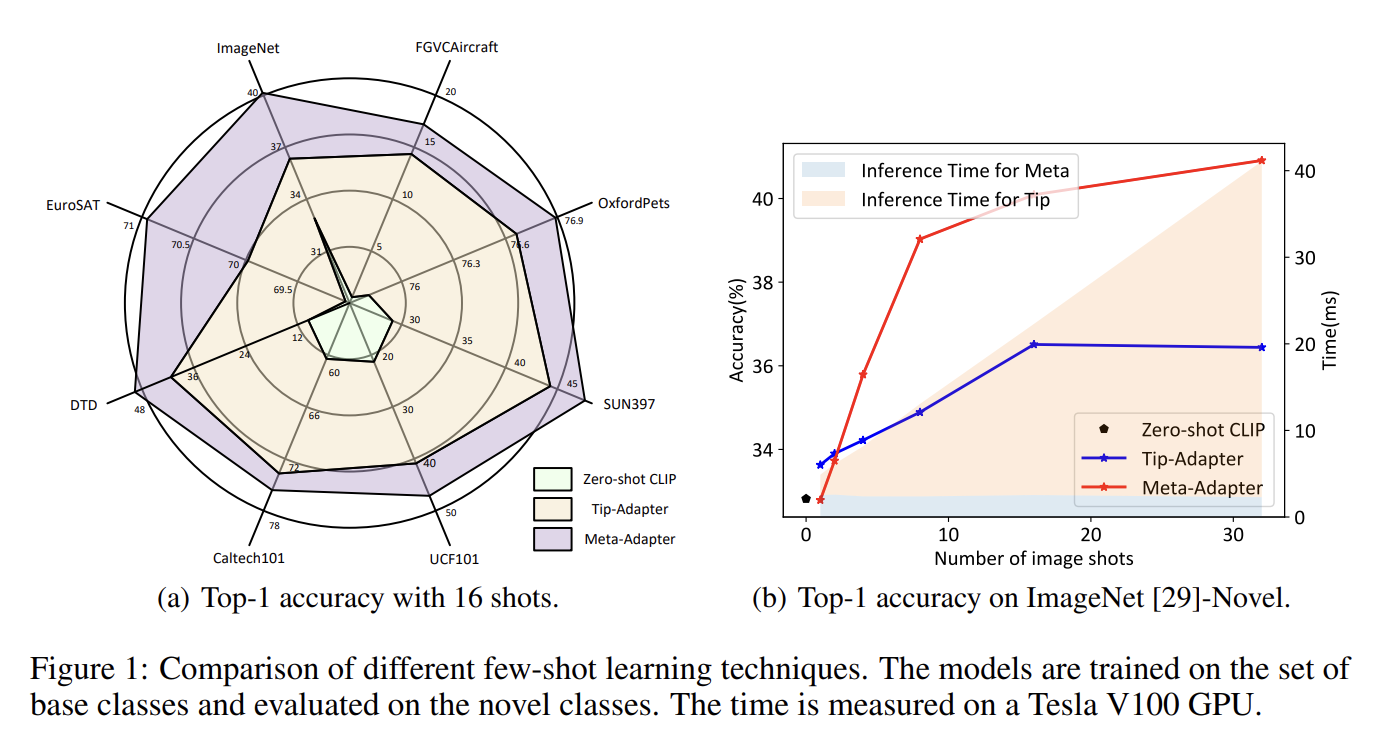 ImageNet
FGVCAircraft
OxfordPets
SUN397
UCF101
Caltech101
DTD
EuroSAT
40
37
34
31
20
15
10
5
76.9
76.6
76.3
76
30
35
40
45
20
30
40
50
60
66
72
78
12
24
36
48
69.5
70
70.5
71
Zero-shot CLIP
Tip-Adapter
Meta-Adapter
(a) Top-1 accuracy with 16 shots.
Inference Time for Meta
Inference Time for Tip
Accuracy(%)
40
38
36
34
Time(ms)
40
30
20
10
0
Zero-shot CLIP
Tip-Adapter
Meta-Adapter
0 10 20 30
Number of image shots
(b) Top-1 accuracy on ImageNet [29]-Novel.
Figure 1: Comparison of different few-shot learning techniques. The models are trained on the set of
base classes and evaluated on the novel classes. The time is measured on a Tesla V100 GPU.